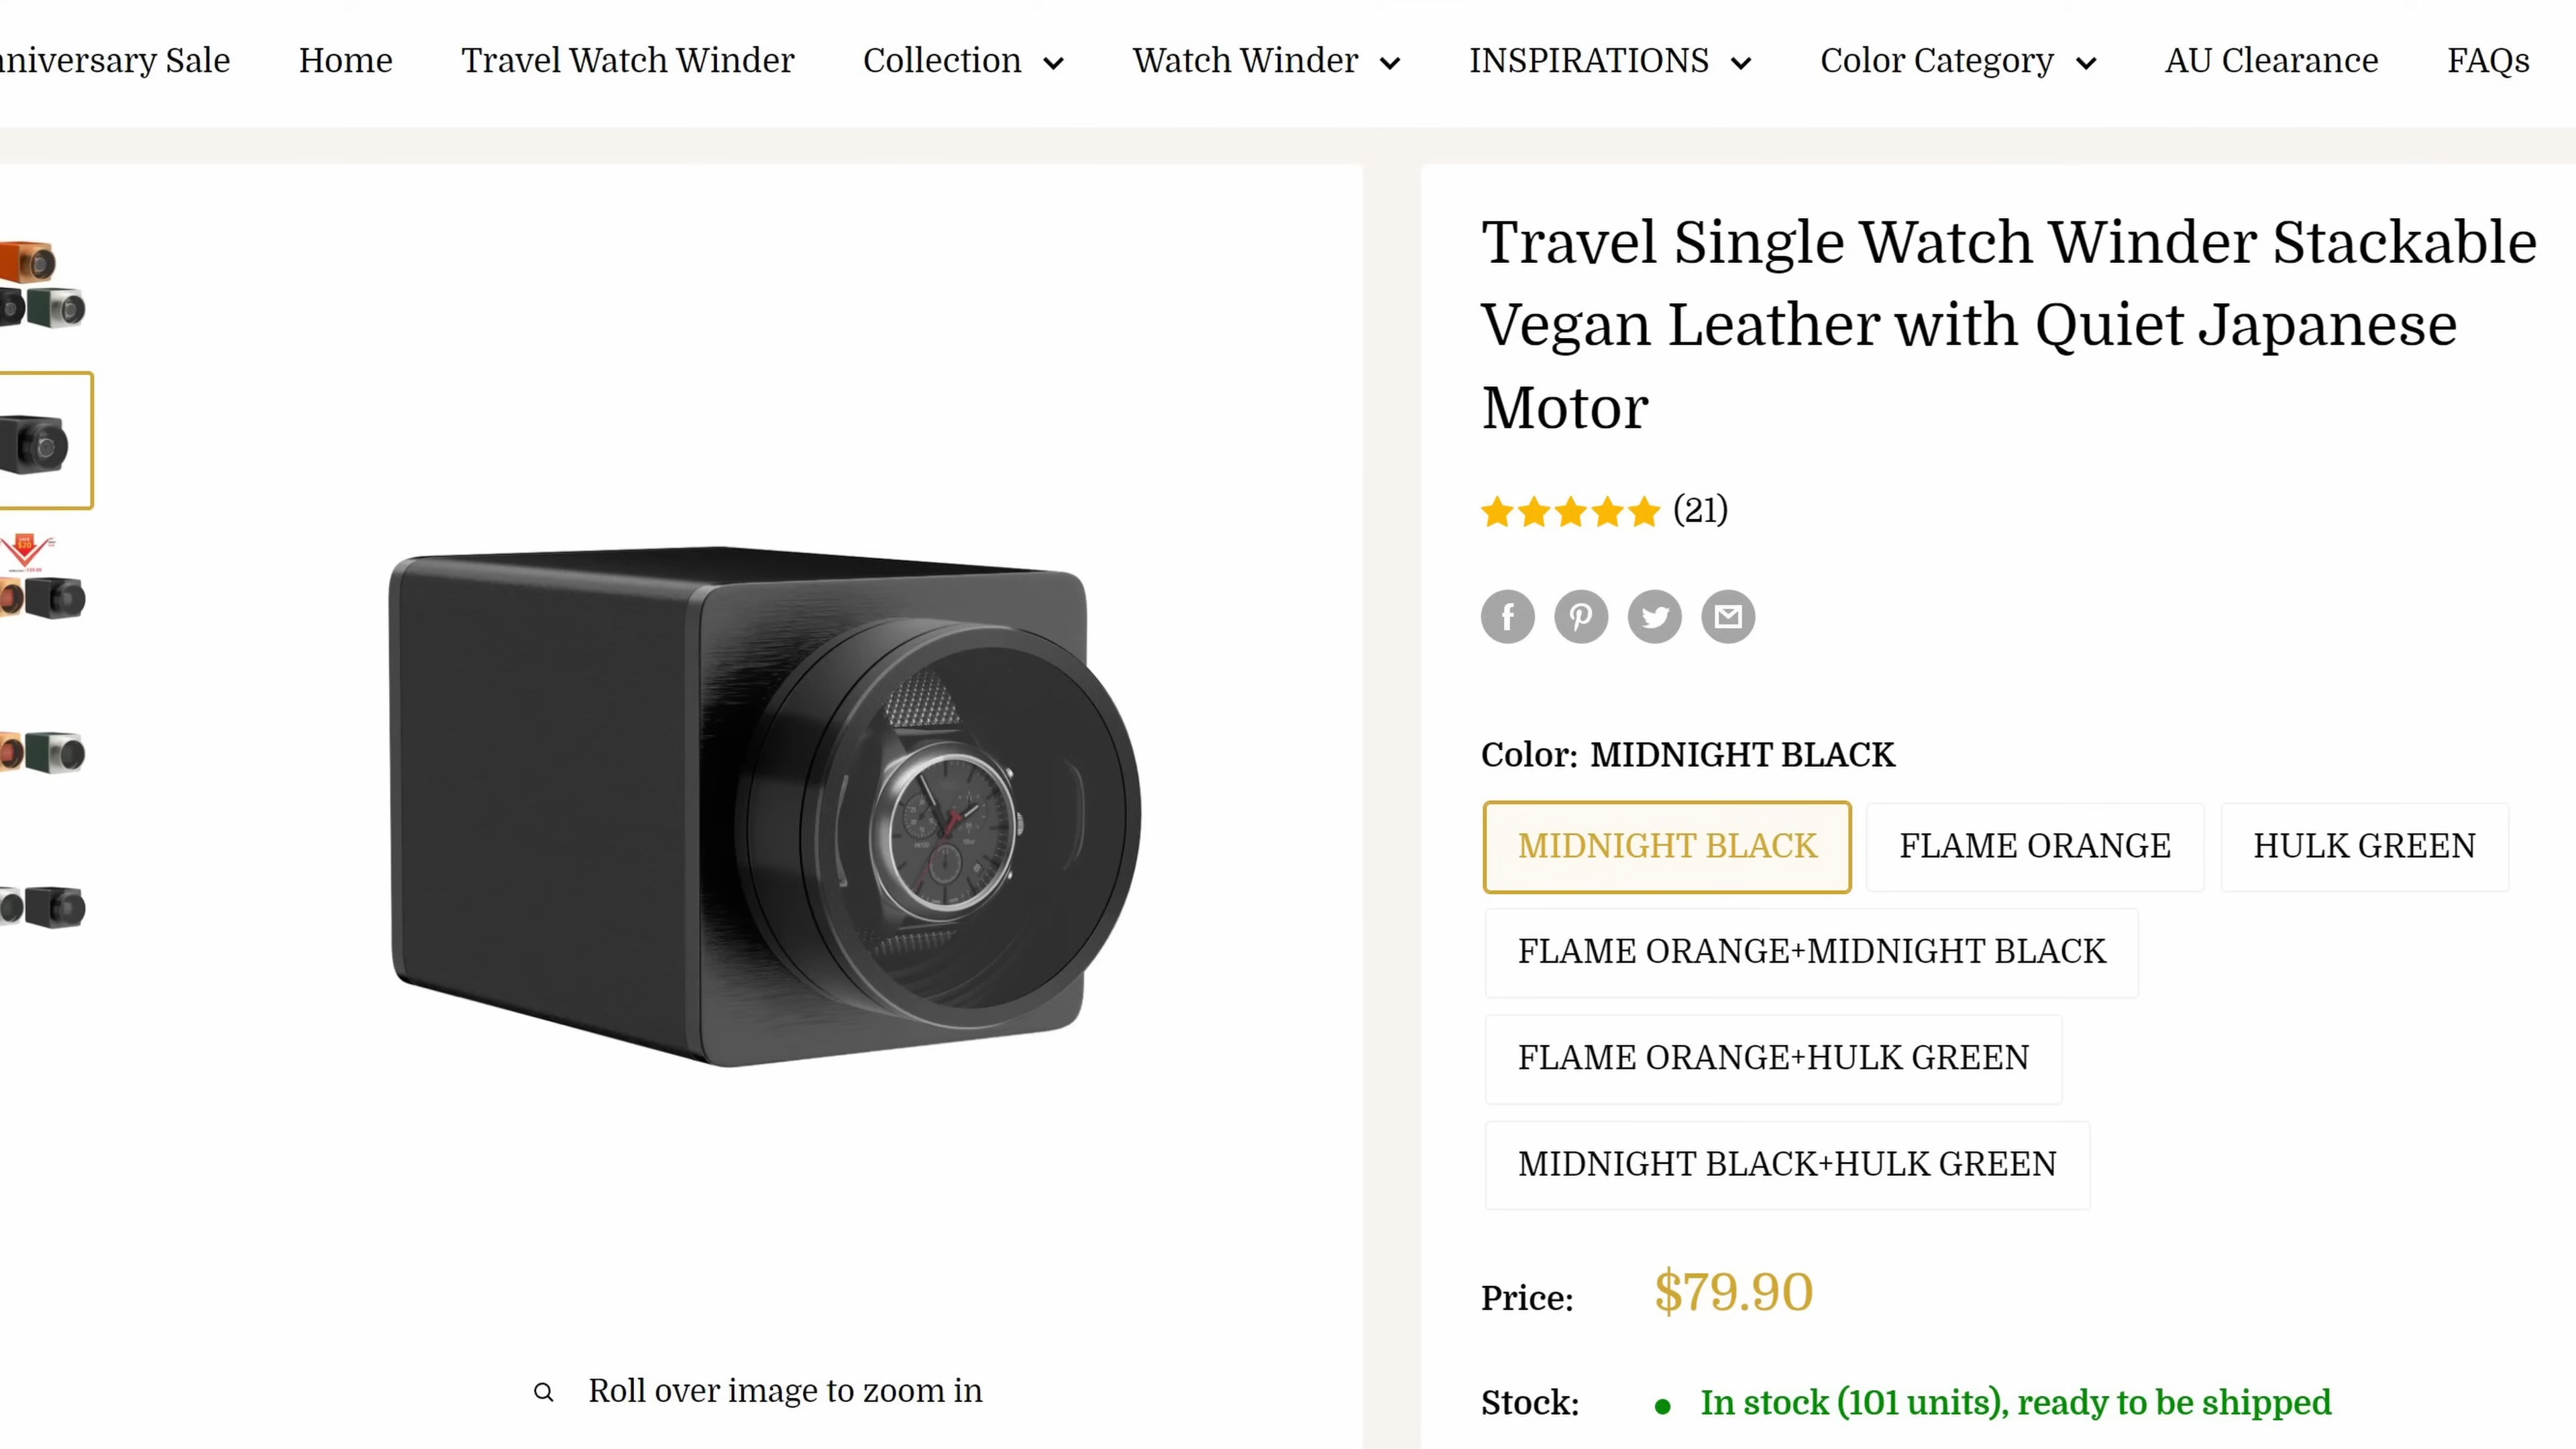 Sale
Home
Travel Watch Winder
Collection
Watch Winder
INSPIRATIONS
Color Category
AU Clearance
FAQs
Travel Single Watch Winder Stackable
Vegan Leather with Quiet Japanese
Motor
(21)
Color: MIDNIGHT BLACK
MIDNIGHT BLACK
FLAME ORANGE
HULK GREEN
FLAME ORANGE+MIDNIGHT BLACK
FLAME ORANGE+HULK GREEN
MIDNIGHT BLACK+HULK GREEN
Price: $79.90
Stock: In stock (101 units), ready to be shipped
Roll over image to zoom in